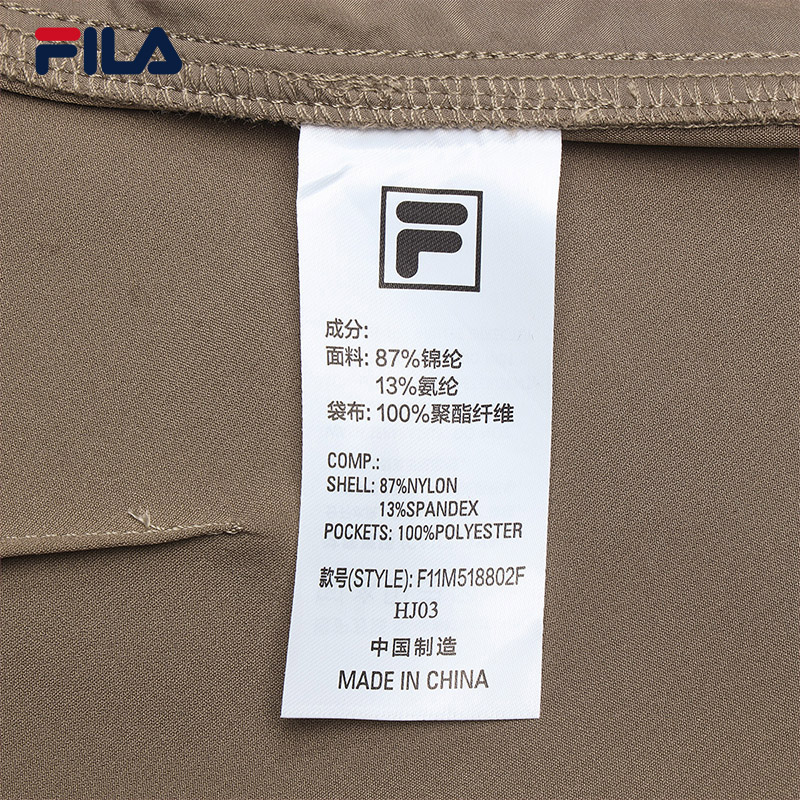 FILA
F
成分:
面料: 87%锦纶
13%氨纶
袋布: 100%聚酯纤维
COMP.:
SHELL: 87%NYLON
13%SPANDEX
POCKETS: 100%POLYESTER
款号(STYLE): F11M518802F
HJ03
中国制造
MADE IN CHINA